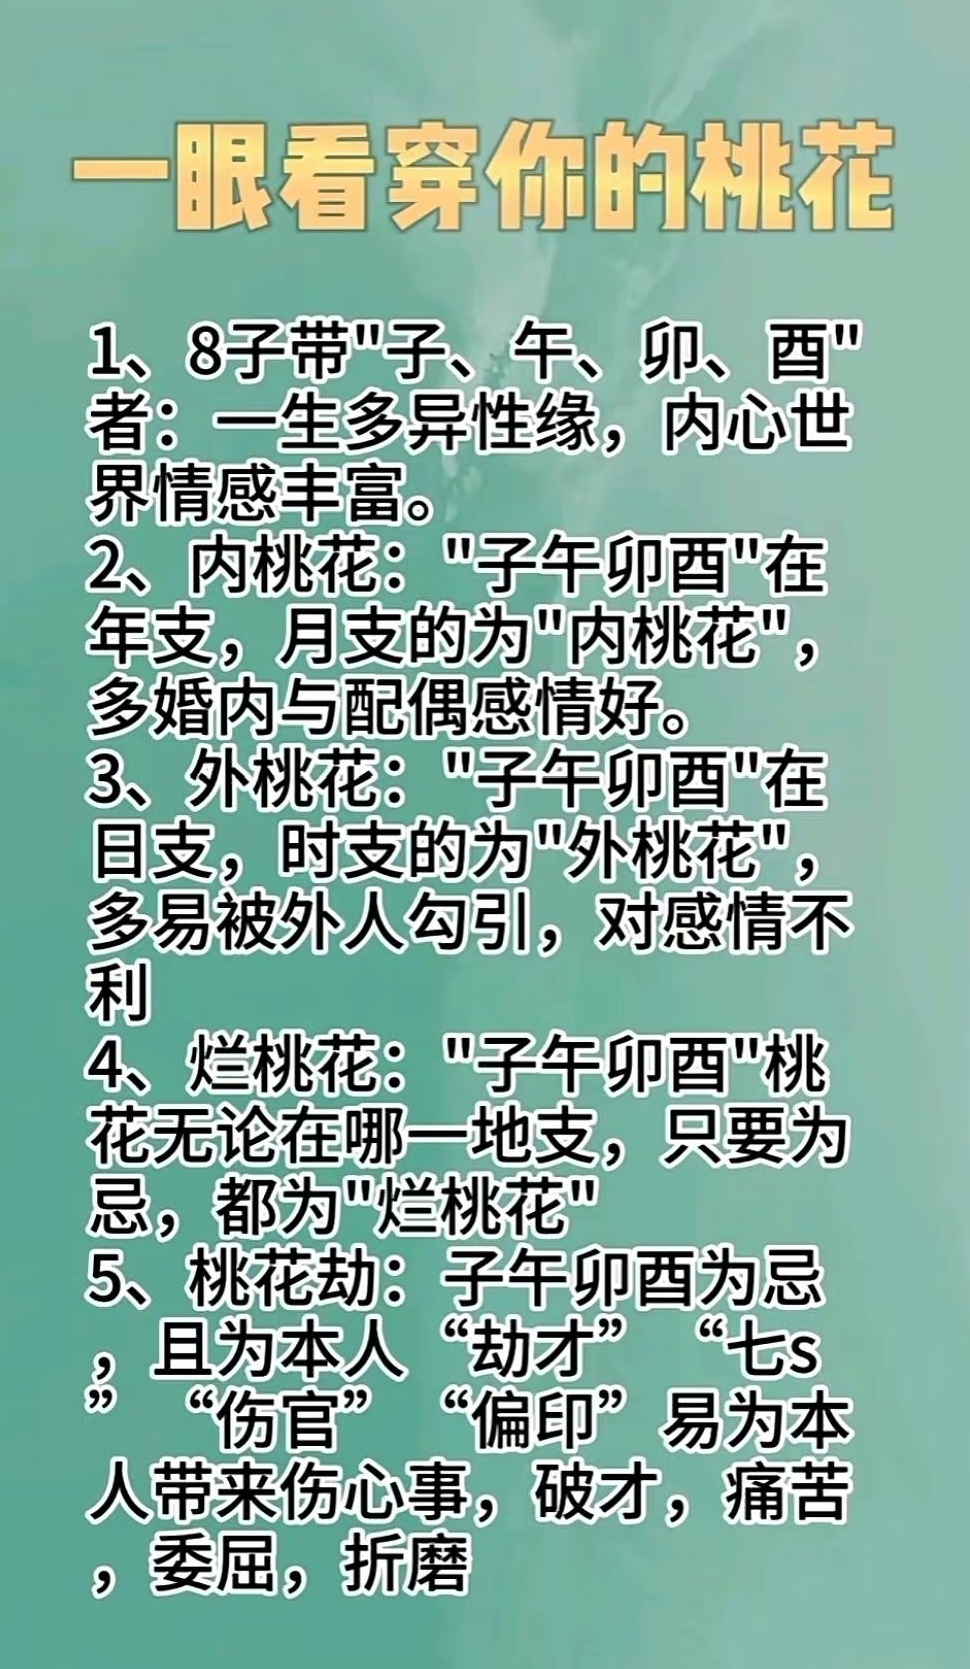 一眼看穿你的桃花
1、8子带"子、午、卯、酉"
者：一生多异性缘，内心世
界情感丰富。
2、内桃花："子午卯酉"在
年支，月支的为"内桃花"，
多婚内与配偶感情好。
3、外桃花："子午卯酉"在
日支，时支的为"外桃花"，
多易被外人勾引，对感情不
利
4、烂桃花："子午卯酉"桃
花无论在哪一地支，只要为
忌，都为"烂桃花"
5、桃花劫：子午卯酉为忌
，且为本人“劫才” “七s
” “伤官” “偏印”易为本
人带来伤心事，破才，痛苦
，委屈，折磨